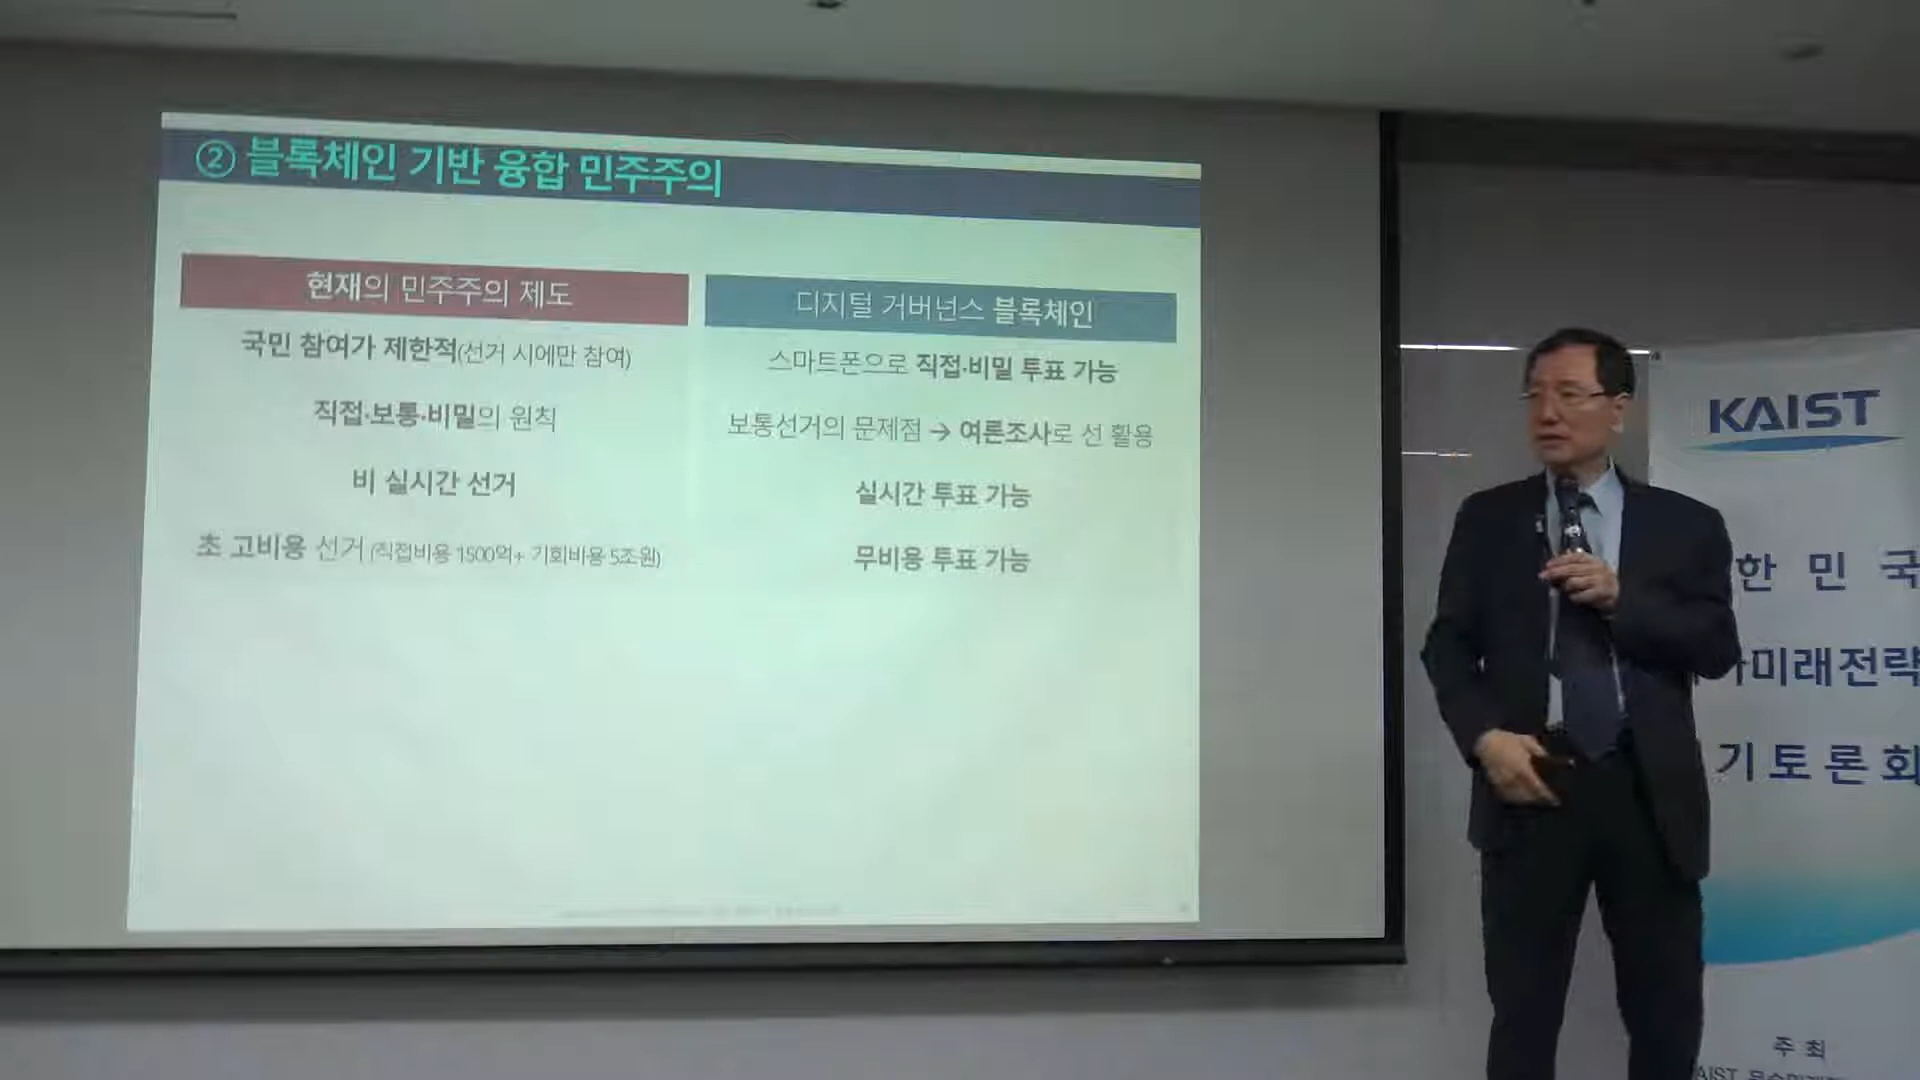 ② 블록체인 기반 융합 민주주의
현재의 민주주의 제도
국민 참여가 제한적(선거 시에만 참여)
직접·보통·비밀의 원칙
비 실시간 선거
초 고비용 선거 (직접비용 1500억+ 기회비용 5조원)
디지털 거버넌스 블록체인
스마트폰으로 직접·비밀 투표 가능
보통선거의 문제점 → 여론조사로 선 활용
실시간 투표 가능
무비용 투표 가능
KAIST
한 민 국
미래전략
기 토 론 회
주 최